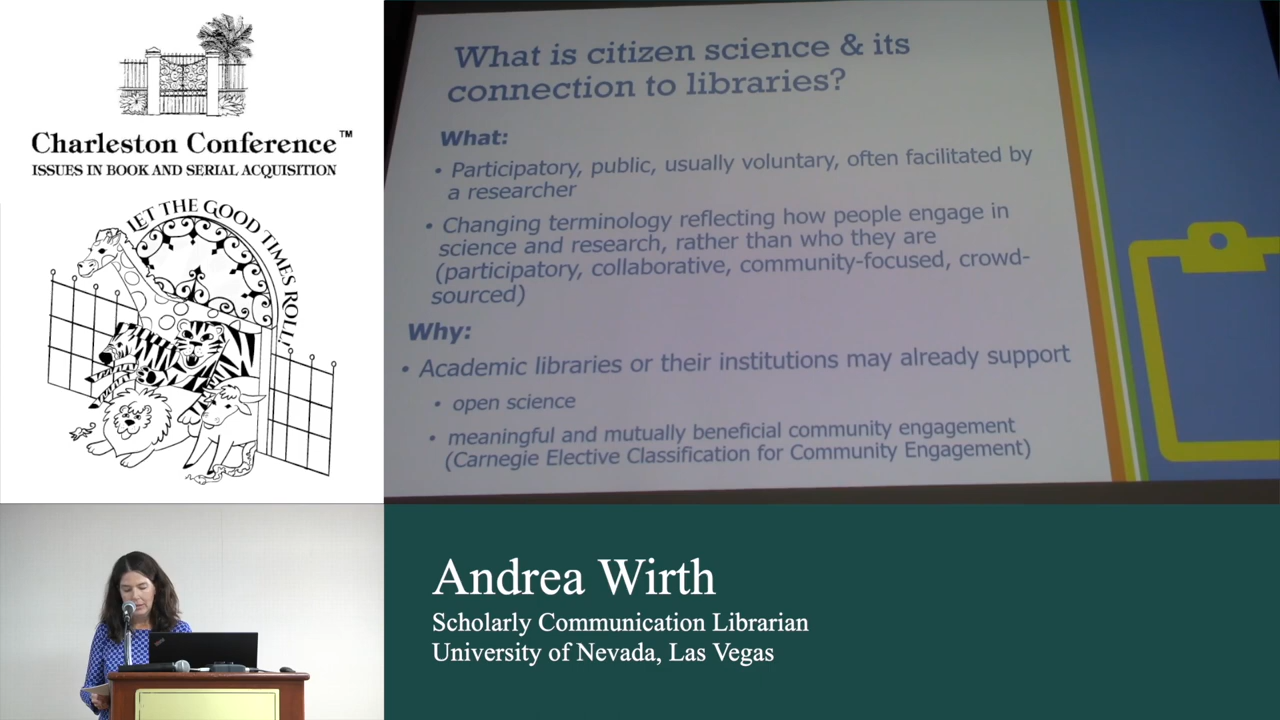 Charleston Conference™
ISSUES IN BOOK AND SERIAL ACQUISITION
LET THE GOOD TIMES ROLL!
What is citizen science & its
connection to libraries?
What:
• Participatory, public, usually voluntary, often facilitated by
a researcher
• Changing terminology reflecting how people engage in
science and research, rather than who they are
(participatory, collaborative, community-focused, crowd-
sourced)
Why:
• Academic libraries or their institutions may already support
• open science
• meaningful and mutually beneficial community engagement
(Carnegie Elective Classification for Community Engagement)
Andrea Wirth
Scholarly Communication Librarian
University of Nevada, Las Vegas